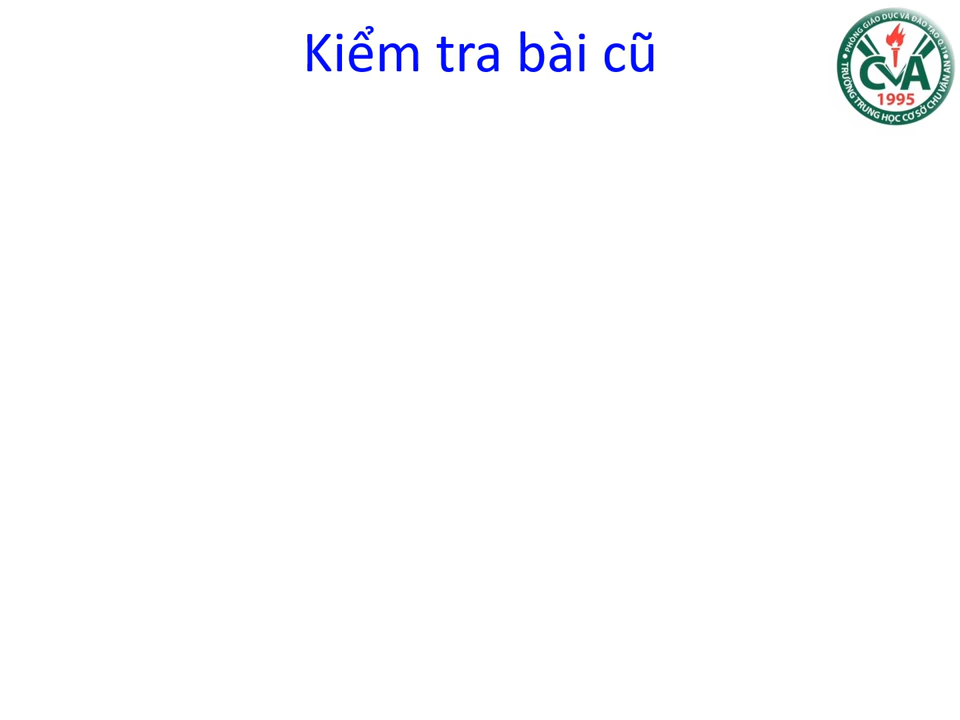 Kiểm tra bài cũ
PHÒNG GIÁO DỤC VÀ ĐÀO TẠO Q.11
CVA
1995
TRƯỜNG TRUNG HỌC CƠ SỞ CHU VĂN AN